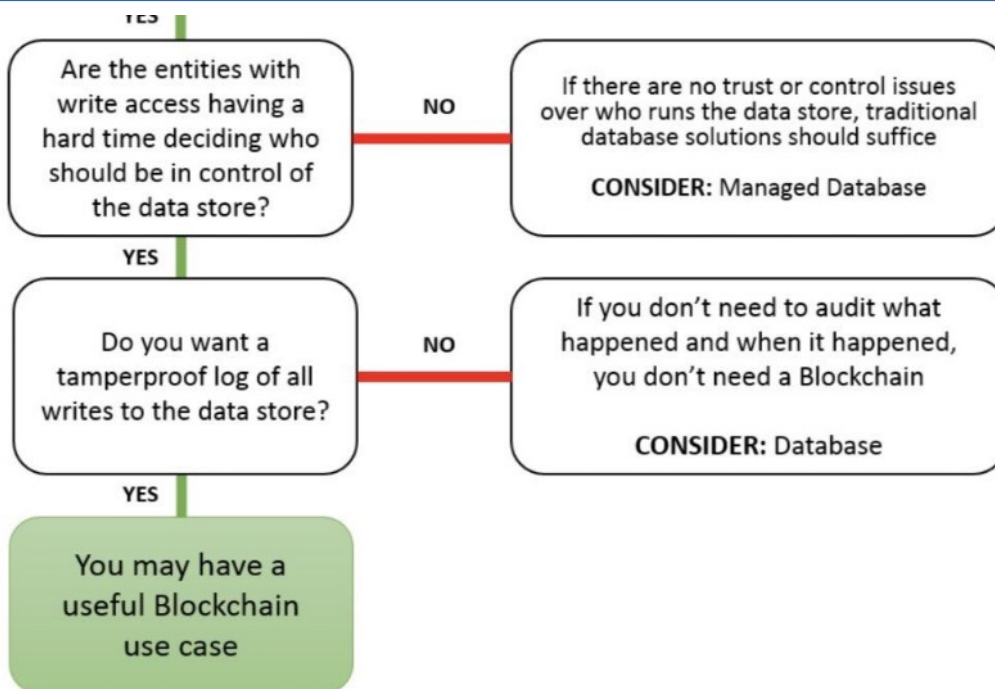 YES
Are the entities with
write access having a
hard time deciding who
should be in control of
the data store?
NO
If there are no trust or control issues
over who runs the data store, traditional
database solutions should suffice
CONSIDER: Managed Database
YES
Do you want a
tamperproof log of all
writes to the data store?
NO
If you don’t need to audit what
happened and when it happened,
you don’t need a Blockchain
CONSIDER: Database
YES
You may have a
useful Blockchain
use case